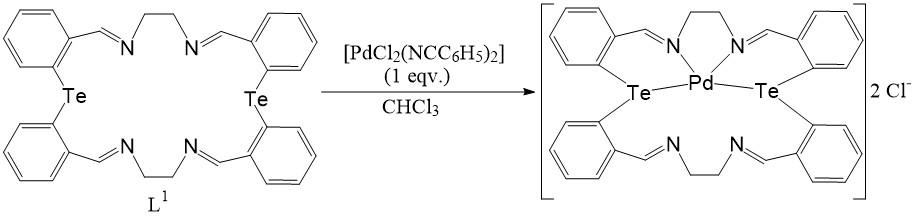 N N
[PdCl2(NCC6H5)2]
(1 eqv.)
CHCl3
Te Te
N N
L1
N N
Pd
Te Te
2 Cl-
N N